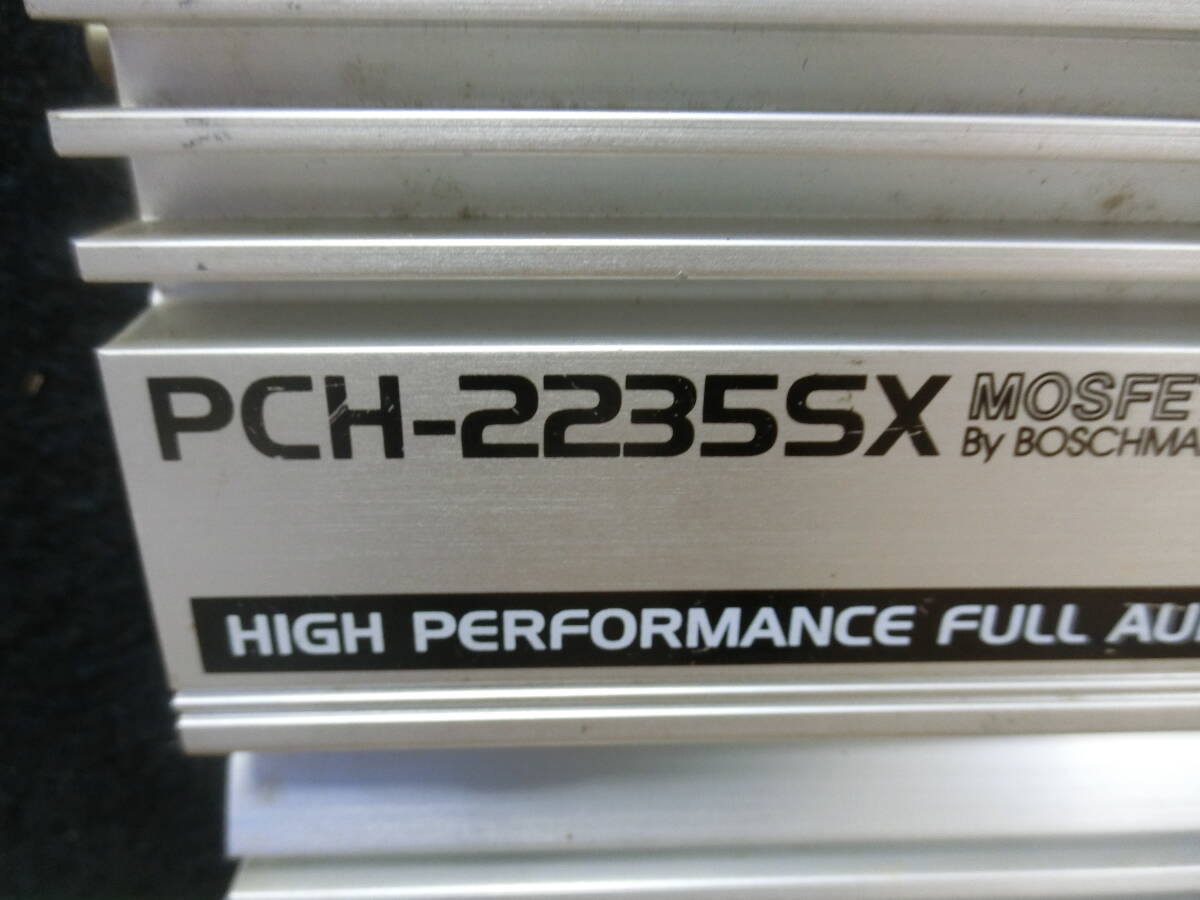 PCH-2235SX MOSFE
By BOSCHMA
HIGH PERFORMANCE FULL AU